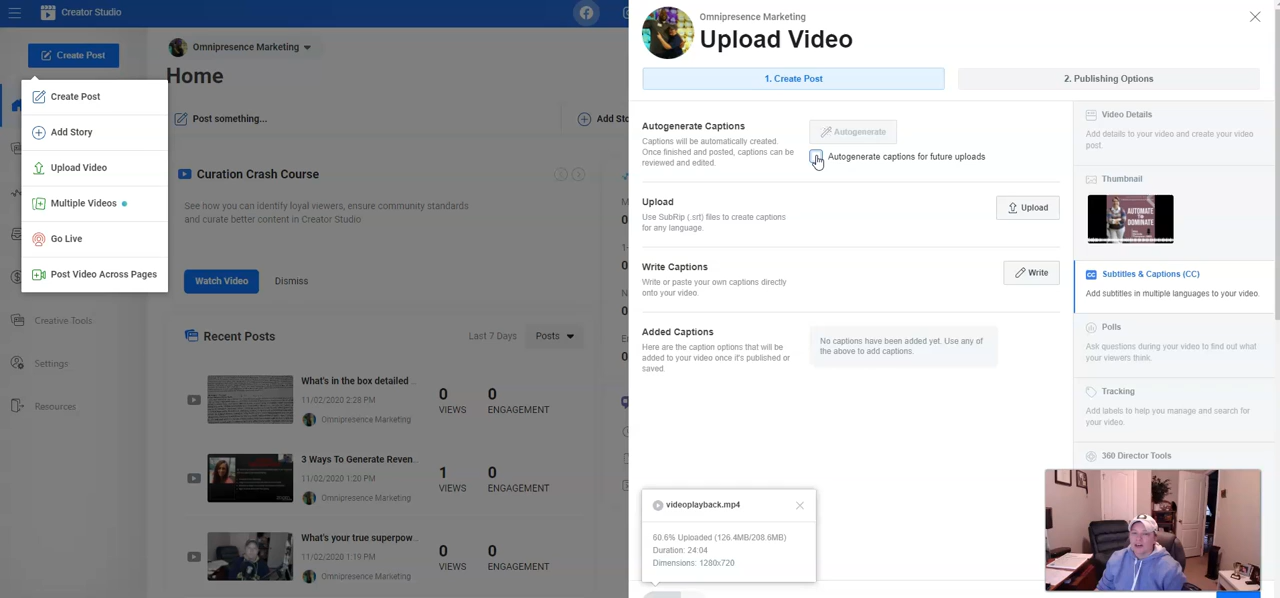 Creator Studio
Create Post
Create Post
Add Story
Upload Video
Multiple Videos
Go Live
Post Video Across Pages
Creative Tools
Settings
Resources
Omnipresence Marketing
Home
Post something...
Add Sto
Curation Crash Course
See how you can identify loyal viewers, ensure community standards
and curate better content in Creator Studio
Watch Video
Dismiss
Recent Posts
Last 7 Days
Posts
What's in the box detailed
11/02/2020 2:28 PM
Omnipresence Marketing
0
VIEWS
0
ENGAGEMENT
3 Ways To Generate Reven
11/02/2020 1:20 PM
Omnipresence Marketing
1
VIEWS
0
ENGAGEMENT
What's your true superpow
11/02/2020 1:19 PM
Omnipresence Marketing
0
VIEWS
0
ENGAGEMENT
Omnipresence Marketing
Upload Video
1. Create Post
2. Publishing Options
Autogenerate Captions
Captions will be automatically created.
Once finished and posted, captions can be
reviewed and edited.
Autogenerate
Autogenerate captions for future uploads
Upload
Use SubRip (.srt) files to create captions
for any language.
Upload
Write Captions
Write or paste your own captions directly
onto your video.
Write
Added Captions
Here are the caption options that will be
added to your video once it's published or
saved.
No captions have been added yet. Use any of
the above to add captions.
videoplayback.mp4
60.6% Uploaded (126.4MB/208.6MB)
Duration: 24:04
Dimensions: 1280x720
Video Details
Add details to your video and create your video
post.
Thumbnail
AUTOMATE
DOMINATE
Subtitles & Captions (CC)
Add subtitles in multiple languages to your video.
Polls
Ask questions during your video to find out what
your viewers think.
Tracking
Add labels to help you manage and search for
your video.
360 Director Tools